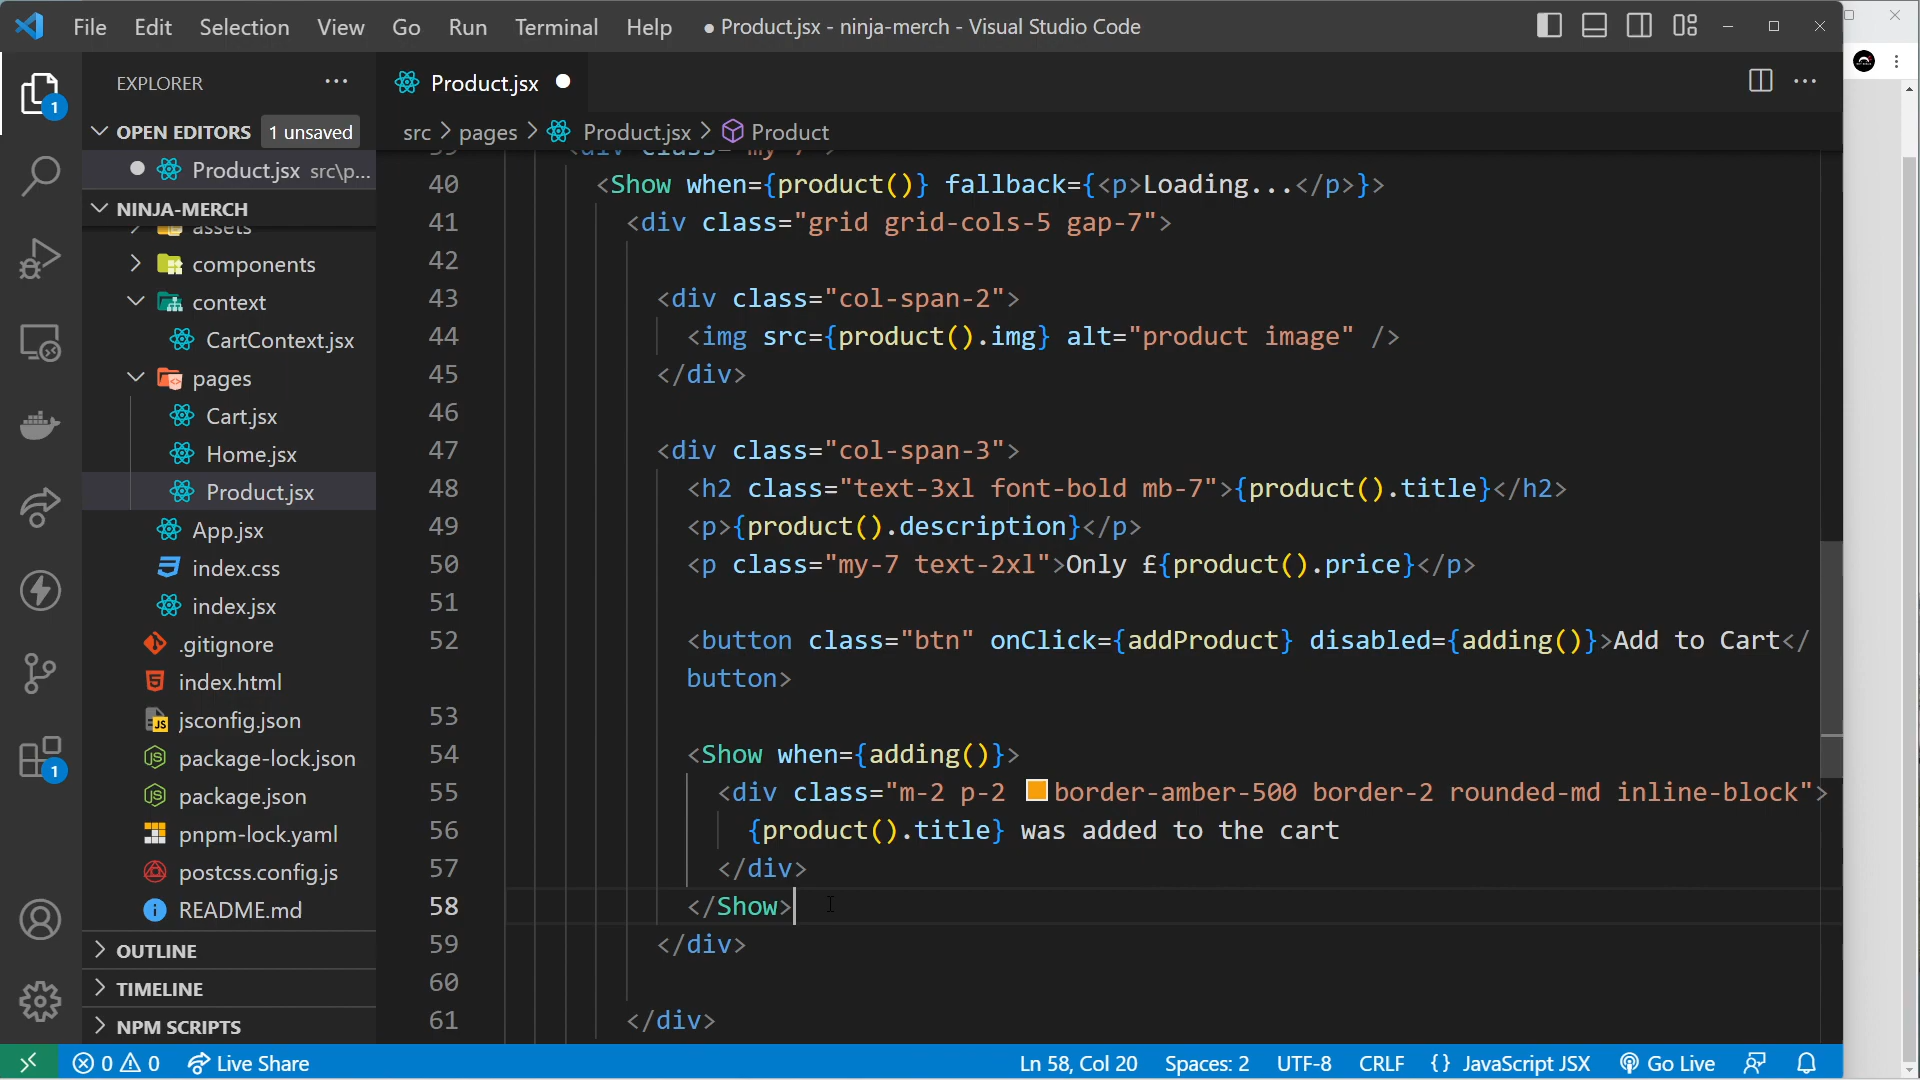 File Edit Selection View Go Run Terminal Help ● Product.jsx - ninja-merch - Visual Studio Code
EXPLORER
OPEN EDITORS 1 unsaved
Product.jsx src\p...
NINJA-MERCH
assets
components
context
CartContext.jsx
pages
Cart.jsx
Home.jsx
Product.jsx
App.jsx
index.css
index.jsx
.gitignore
index.html
jsconfig.json
package-lock.json
package.json
pnpm-lock.yaml
postcss.config.js
README.md
OUTLINE
TIMELINE
NPM SCRIPTS
1
1
Product.jsx
src > pages > Product.jsx > Product
39 <div class="my-7">
40 <Show when={product()} fallback={<p>Loading...</p>}>
41 <div class="grid grid-cols-5 gap-7">
42
43 <div class="col-span-2">
44 <img src={product().img} alt="product image" />
45 </div>
46
47 <div class="col-span-3">
48 <h2 class="text-3xl font-bold mb-7">{product().title}</h2>
49 <p>{product().description}</p>
50 <p class="my-7 text-2xl">Only £{product().price}</p>
51
52 <button class="btn" onClick={addProduct} disabled={adding()}>Add to Cart</
button>
53
54 <Show when={adding()}>
55 <div class="m-2 p-2 border-amber-500 border-2 rounded-md inline-block">
56 {product().title} was added to the cart
57 </div>
58 </Show>
59 </div>
60
61 </div>
0 0 Live Share Ln 58, Col 20 Spaces: 2 UTF-8 CRLF {} JavaScript JSX Go Live